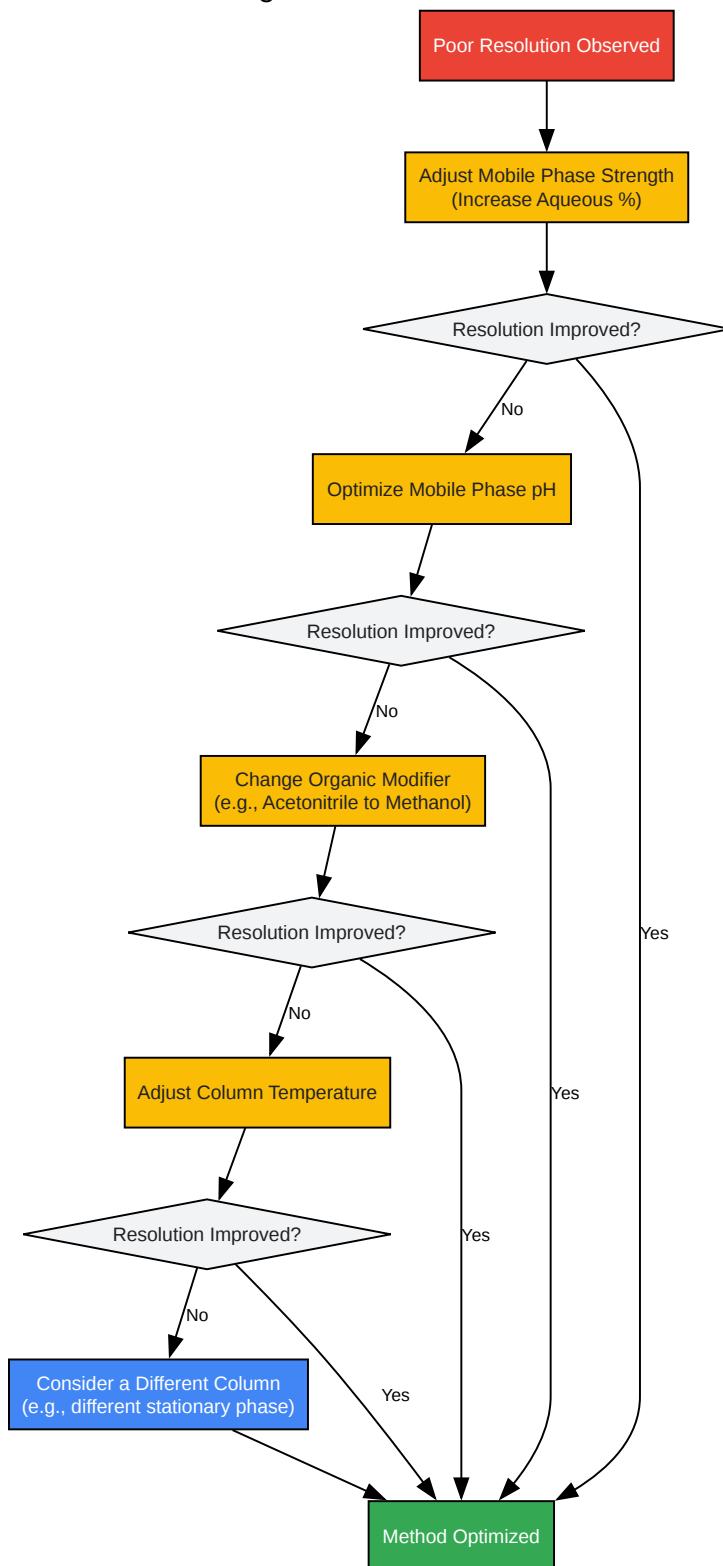 Poor Resolution Observed
Adjust Mobile Phase Strength
(Increase Aqueous %)
Resolution Improved?
No
Optimize Mobile Phase pH
Resolution Improved?
No
Change Organic Modifier
(e.g., Acetonitrile to Methanol)
Resolution Improved?
Yes
No
Adjust Column Temperature
Yes
Resolution Improved?
Yes
No
Consider a Different Column
(e.g., different stationary phase)
Yes
Method Optimized